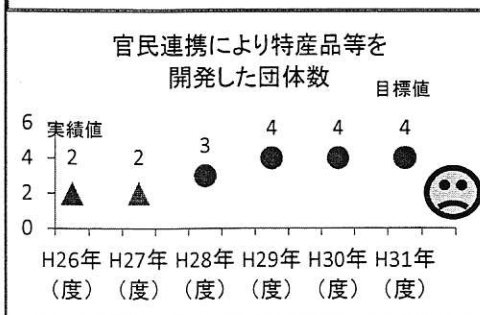 官民連携により特産品等を
開発した団体数
目標値
6 実績値
2 2 3 4 4 4
4
2
0
H26年 H27年 H28年 H29年 H30年 H31年
（度） （度） （度） （度） （度） （度）